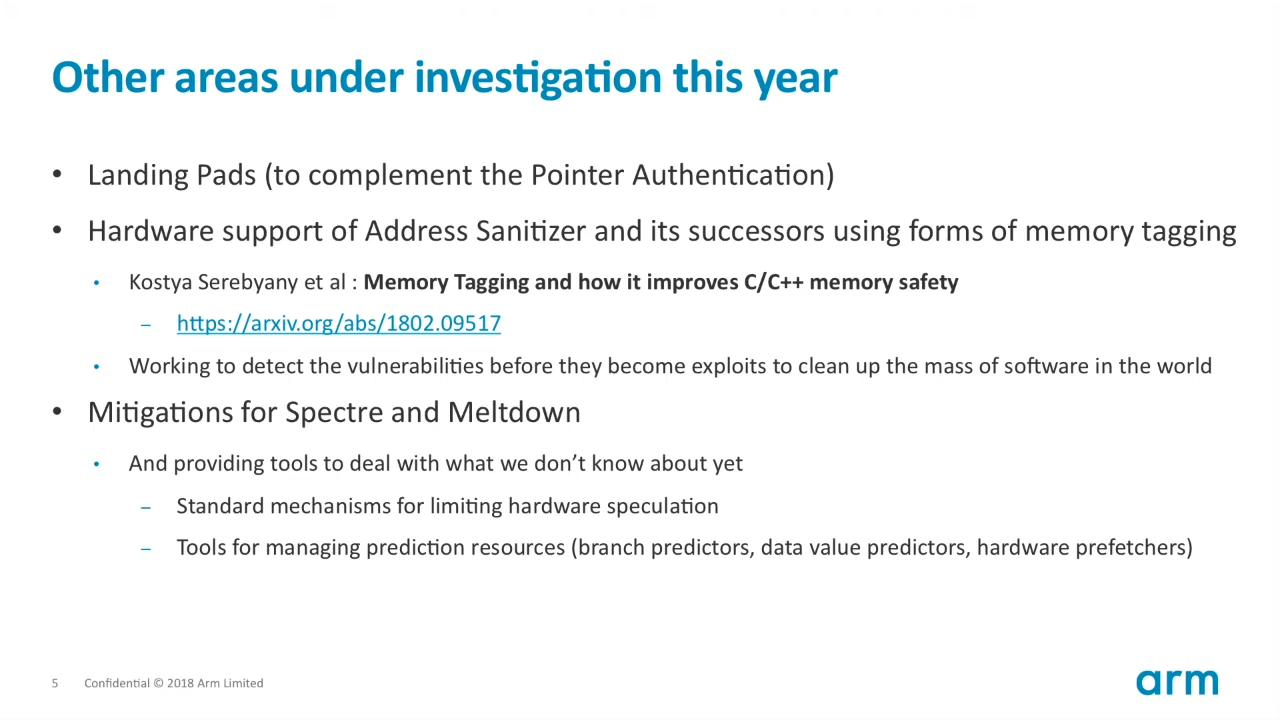 Other areas under investigation this year
• Landing Pads (to complement the Pointer Authentication)
• Hardware support of Address Sanitizer and its successors using forms of memory tagging
• Kostya Serebyany et al : Memory Tagging and how it improves C/C++ memory safety
– https://arxiv.org/abs/1802.09517
• Working to detect the vulnerabilities before they become exploits to clean up the mass of software in the world
• Mitigations for Spectre and Meltdown
• And providing tools to deal with what we don’t know about yet
– Standard mechanisms for limiting hardware speculation
– Tools for managing prediction resources (branch predictors, data value predictors, hardware prefetchers)
5 Confidential © 2018 Arm Limited
arm